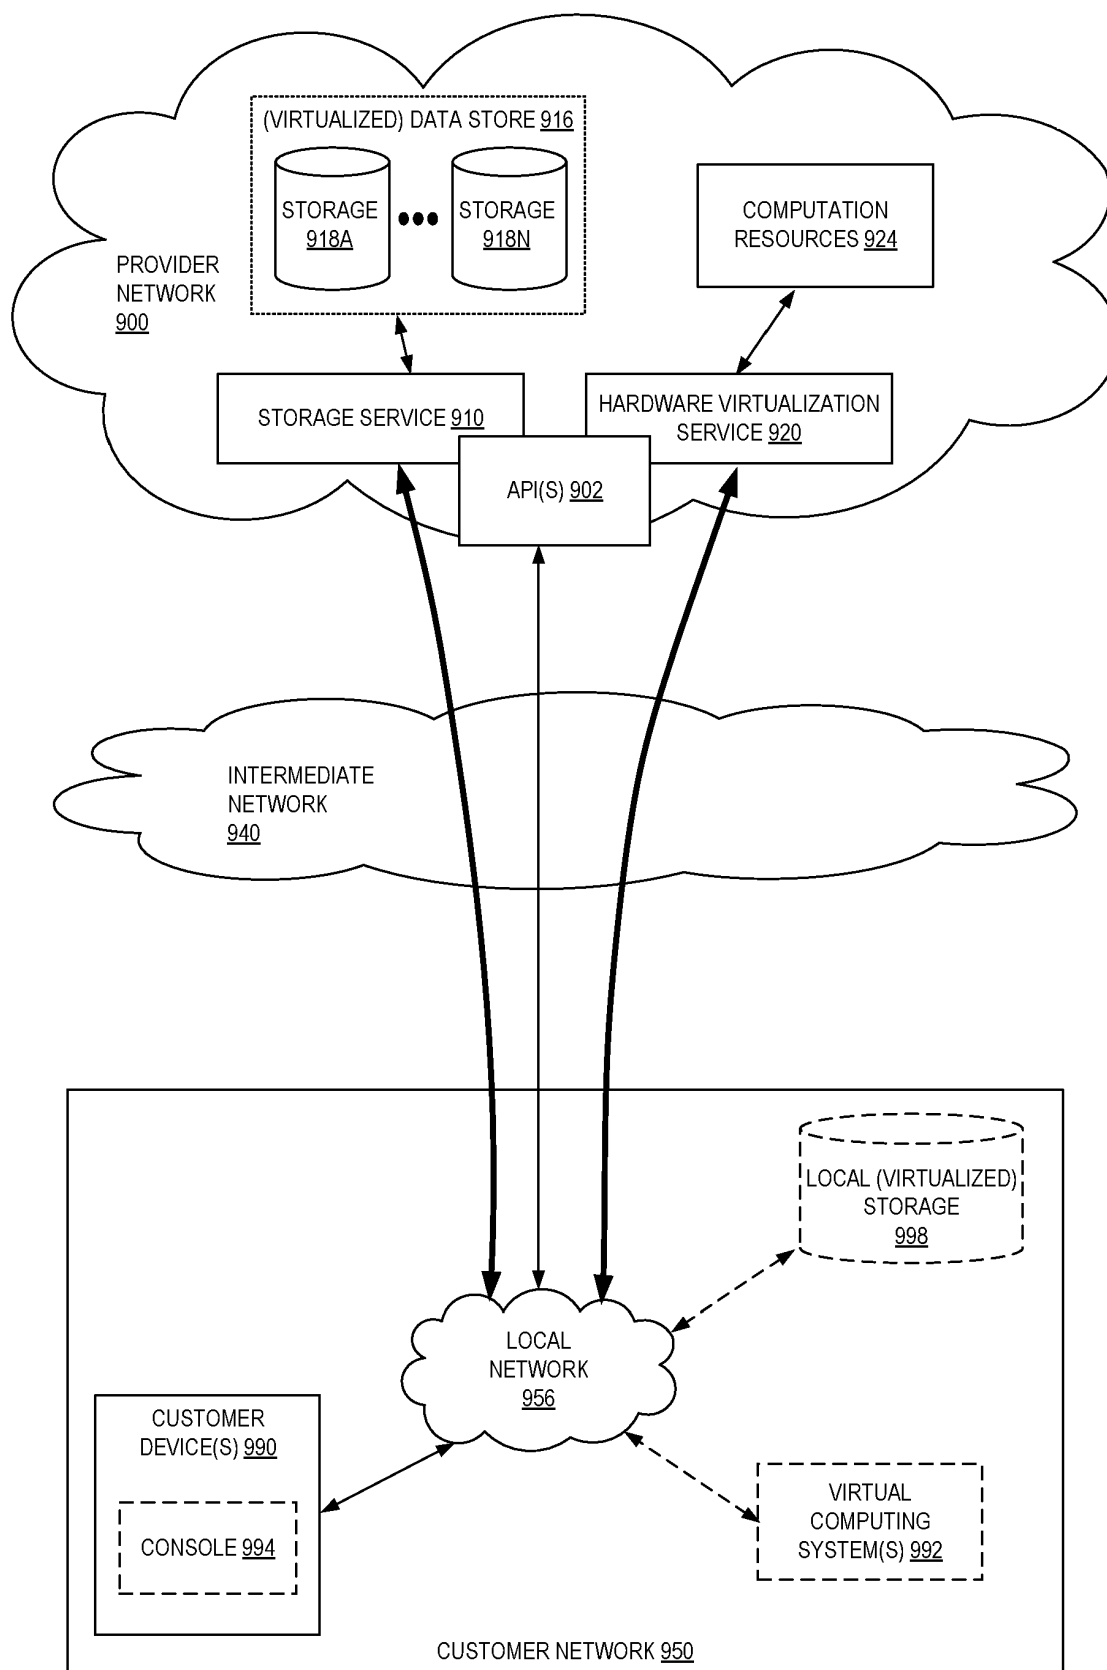 (VIRTUALIZED) DATA STORE 916
STORAGE
918A
STORAGE
918N
COMPUTATION
RESOURCES 924
PROVIDER
NETWORK
900
STORAGE SERVICE 910
HARDWARE VIRTUALIZATION
SERVICE 920
API(S) 902
INTERMEDIATE
NETWORK
940
LOCAL (VIRTUALIZED)
STORAGE
998
LOCAL
NETWORK
956
CUSTOMER
DEVICE(S) 990
CONSOLE 994
VIRTUAL
COMPUTING
SYSTEM(S) 992
CUSTOMER NETWORK 950